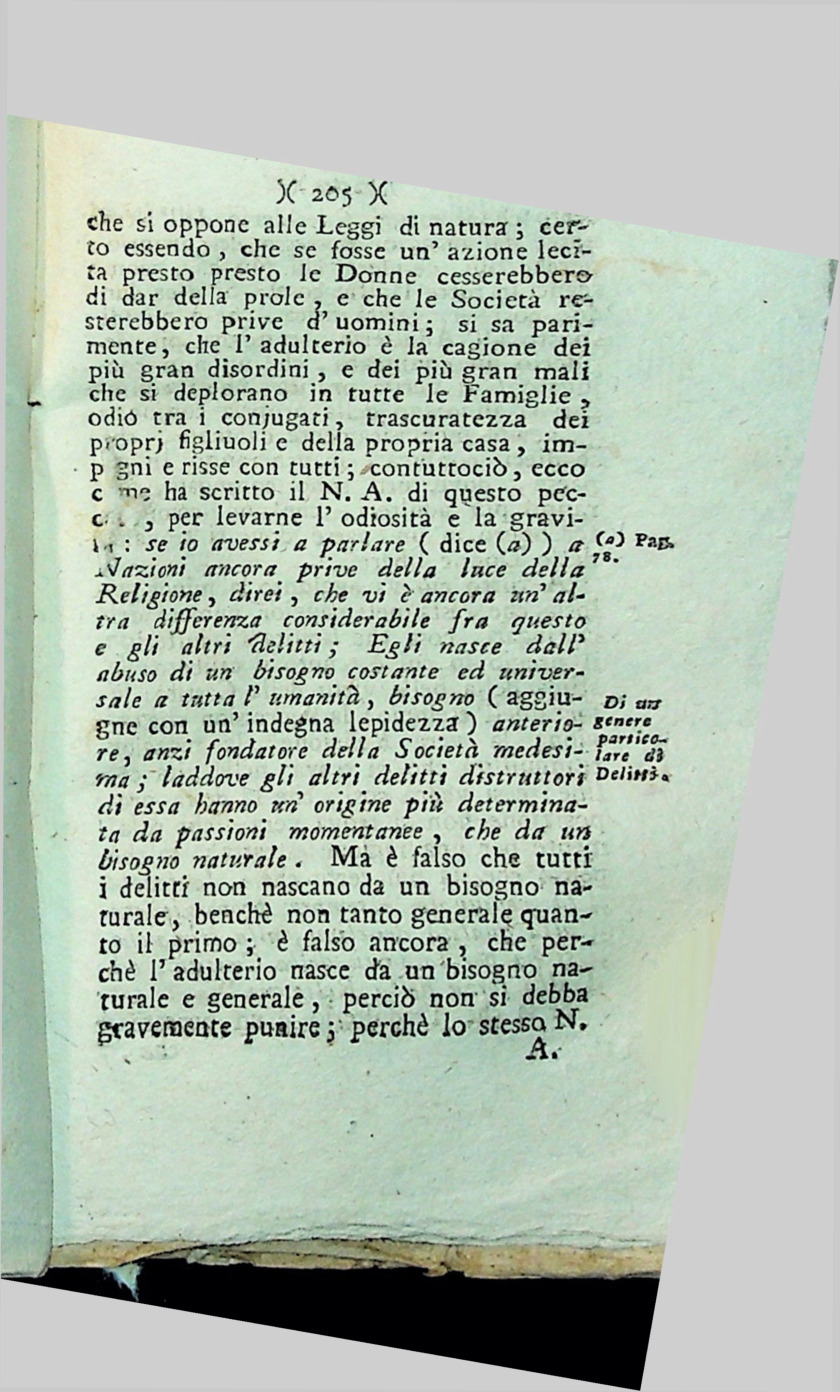 )( 205 )(
che si oppone alle Leggi di natura; cer-
to essendo, che se fosse un' azione leci-
ta presto presto le Donne cesserebbero
di dar della prole, e che le Società re-
sterebbero prive d' uomini; si sa pari-
mente, che l' adulterio è la cagione dei
più gran disordini, e dei più gran mali
che si deplorano in tutte le Famiglie,
odio tra i conjugati, trascuratezza dei
proprj figliuoli e della propria casa, im-
p gni e risse con tutti; contuttociò, ecco
c me ha scritto il N. A. di questo pec-
c , per levarne l' odiosità e la gravi-
: se io avessi a parlare ( dice (a) ) a
Nazioni ancora prive della luce della
Religione, direi, che vi è ancora un' al-
tra differenza considerabile fra questo
e gli altri delitti; Egli nasce dall'
abuso di un bisogno costante ed univer-
sale a tutta l' umanità, bisogno ( aggiu-
gne con un' indegna lepidezza ) anterio-
re, anzi fondatore della Società medesi-
ma; laddove gli altri delitti distruttori
di essa hanno un' origine più determina-
ta da passioni momentanee, che da un
bisogno naturale. Ma è falso che tutti
i delitti non nascano da un bisogno na-
turale, benchè non tanto generale quan-
to il primo; è falso ancora, che per-
chè l' adulterio nasce da un bisogno na-
turale e generale, perciò non si debba
gravemente punire; perchè lo stesso N.
A.
(a) Pag.
78.
Di un
genere
partico-
lare di
Delitti.